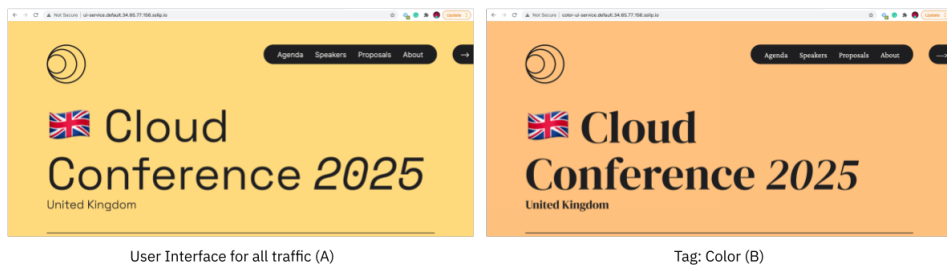 Not Secure | ui-service.default.34.65.77.156.sslip.io
Update
Agenda Speakers Proposals About →
Cloud
Conference 2025
United Kingdom
User Interface for all traffic (A)
Not Secure | color-ui-service.default.34.65.77.156.sslip.io
Update
Agenda Speakers Proposals About →
Cloud
Conference 2025
United Kingdom
Tag: Color (B)